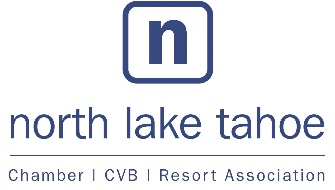 n
north lake tahoe
Chamber | CVB | Resort Association